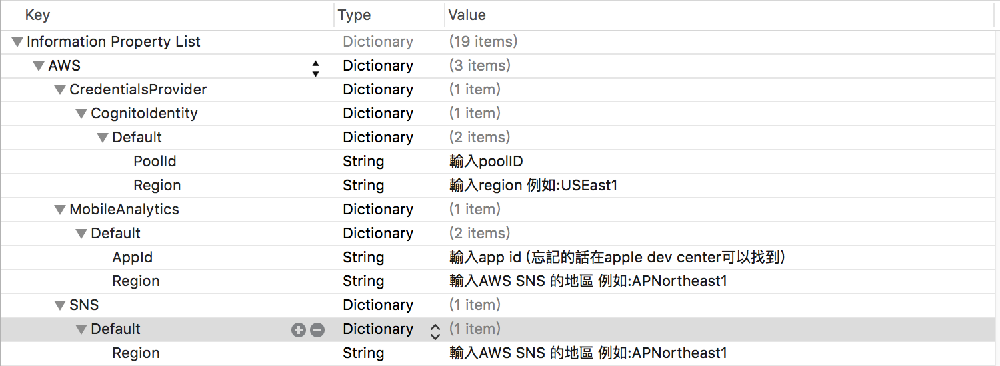 Key Type Value
Information Property List Dictionary (19 items)
AWS Dictionary (3 items)
CredentialsProvider Dictionary (1 item)
CognitoIdentity Dictionary (1 item)
Default Dictionary (2 items)
PoolId String 輸入poolID
Region String 輸入region 例如:USEast1
MobileAnalytics Dictionary (1 item)
Default Dictionary (2 items)
AppId String 輸入app id (忘記的話在apple dev center可以找到)
Region String 輸入AWS SNS 的地區 例如:APNortheast1
SNS Dictionary (1 item)
Default Dictionary (1 item)
Region String 輸入AWS SNS 的地區 例如:APNortheast1